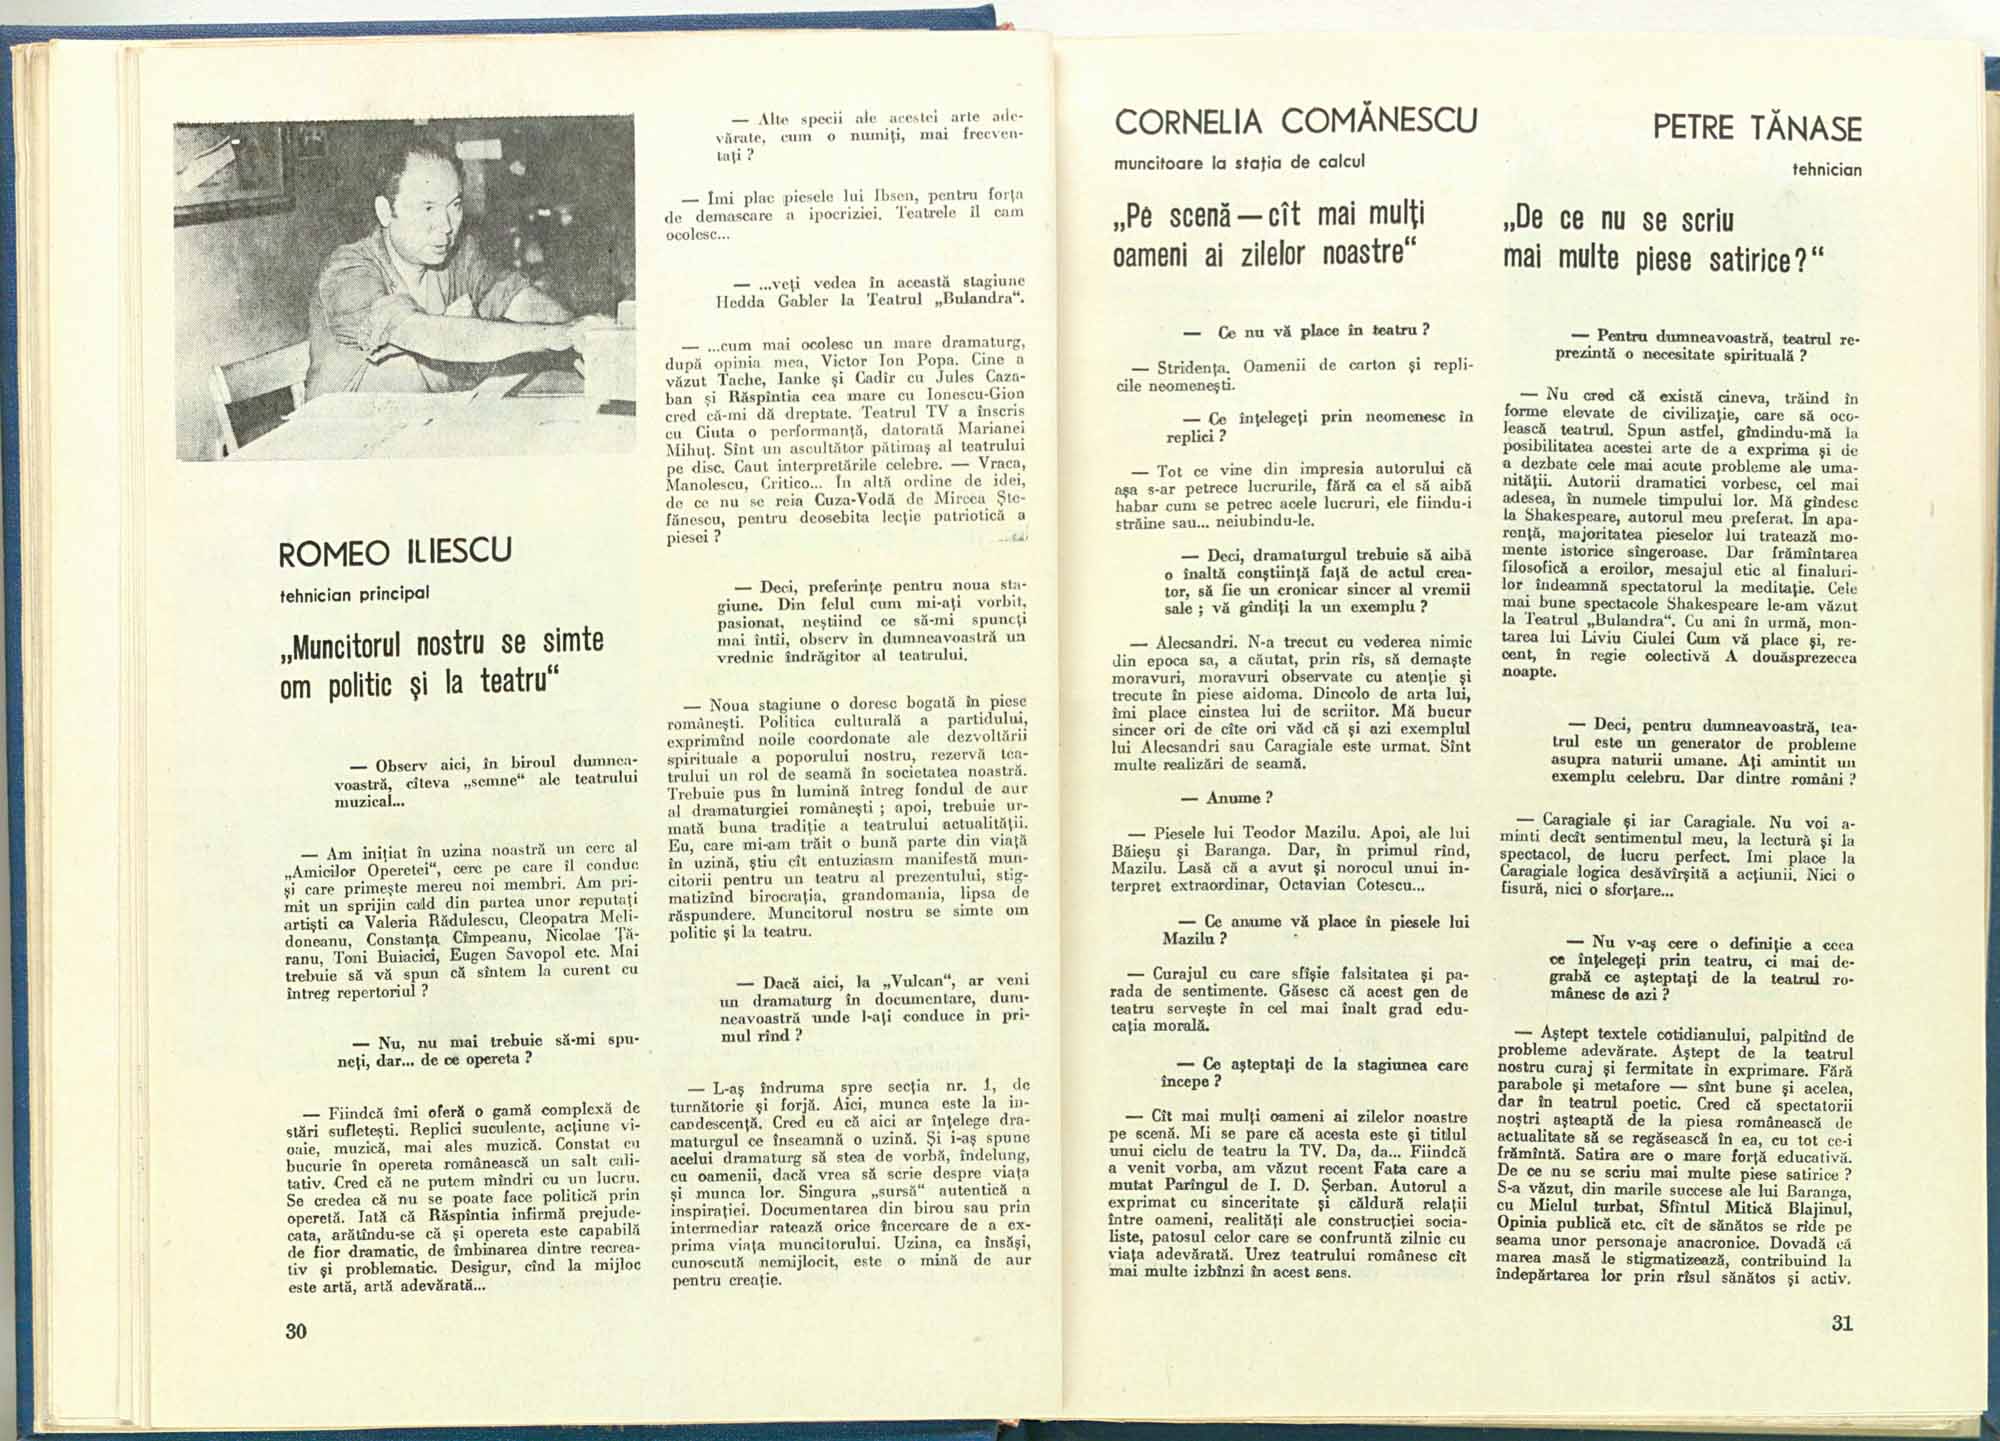 ROMEO ILIESCU
tehnician principal
„Muncitorul nostru se simte
om politic și la teatru“
— Observ aici, în biroul dumnea-
voastră, cîteva „semne“ ale teatrului
muzical...
— Am inițiat în uzina noastră un cerc al
„Amicilor Operetei“, cerc pe care îl conduc
și care primește mereu noi membri. Am pri-
mit un sprijin cald din partea unor reputați
artiști ca Valeria Rădulescu, Cleopatra Meli-
doneanu, Constanța Cîmpeanu, Nicolae Ță-
ranu, Toni Buiacici, Eugen Savopol etc. Mai
trebuie să vă spun că sîntem la curent cu
întreg repertoriul ?
— Nu, nu mai trebuie să-mi spu-
neți, dar... de ce opereta ?
— Fiindcă îmi oferă o gamă complexă de
stări sufletești. Replici suculente, acțiune vi-
oaie, muzică, mai ales muzică. Constat cu
bucurie în opereta românească un salt cali-
tativ. Cred că ne putem mîndri cu un lucru.
Se credea că nu se poate face politică prin
operetă. Iată că Răspîntia infirmă prejude-
cata, arătîndu-se că și opereta este capabilă
de fior dramatic, de îmbinarea dintre recrea-
tiv și problematic. Desigur, cînd la mijloc
este artă, artă adevărată...
30
— Alte specii ale acestei arte ade-
vărate, cum o numiți, mai frecven-
tați ?
— Imi plac piesele lui Ibsen, pentru forța
de demascare a ipocriziei. Teatrele îl cam
ocolesc...
— ...veți vedea în această stagiune
Hedda Gabler la Teatrul „Bulandra“.
— ...cum mai ocolesc un mare dramaturg,
după opinia mea, Victor Ion Popa. Cine a
văzut Tache, Ianke și Cadîr cu Jules Caza-
ban și Răspîntia cea mare cu Ionescu-Gion
cred că-mi dă dreptate. Teatrul TV a înscris
cu Ciuta o performanță, datorată Marianei
Mihuț. Sînt un ascultător pătimaș al teatrului
pe disc. Caut interpretările celebre. — Vraca,
Manolescu, Critico... In altă ordine de idei,
de ce nu se reia Cuza-Vodă de Mircea Ște-
fănescu, pentru deosebita lecție patriotică a
piesei ?
— Deci, preferințe pentru noua sta-
giune. Din felul cum mi-ați vorbit,
pasionat, neștiind ce să-mi spuneți
mai întîi, observ în dumneavoastră un
vrednic îndrăgitor al teatrului.
— Noua stagiune o doresc bogată în piese
românești. Politica culturală a partidului,
exprimînd noile coordonate ale dezvoltării
spirituale a poporului nostru, rezervă tea-
trului un rol de seamă în societatea noastră.
Trebuie pus în lumină întreg fondul de aur
al dramaturgiei românești ; apoi, trebuie ur-
mată buna tradiție a teatrului actualității.
Eu, care mi-am trăit o bună parte din viață
în uzină, știu cît entuziasm manifestă mun-
citorii pentru un teatru al prezentului, stig-
matizînd birocrația, grandomania, lipsa de
răspundere. Muncitorul nostru se simte om
politic și la teatru.
— Dacă aici, la „Vulcan“, ar veni
un dramaturg în documentare, dum-
neavoastră unde l-ați conduce în pri-
mul rînd ?
— L-aș îndruma spre secția nr. 1, de
turnătorie și forjă. Aici, munca este la in-
candescență. Cred eu că aici ar înțelege dra-
maturgul ce înseamnă o uzină. Și i-aș spune
acelui dramaturg să stea de vorbă, îndelung,
cu oamenii, dacă vrea să scrie despre viața
și munca lor. Singura „sursă“ autentică a
inspirației. Documentarea din birou sau prin
intermediar ratează orice încercare de a ex-
prima viața muncitorului. Uzina, ca însăși,
cunoscută nemijlocit, este o mină de aur
pentru creație.
CORNELIA COMĂNESCU
muncitoare la stația de calcul
„Pe scenă — cît mai mulți
oameni ai zilelor noastre“
— Ce nu vă place în teatru ?
— Stridența. Oamenii de carton și repli-
cile neomenești.
— Ce înțelegeți prin neomenesc în
replici ?
— Tot ce vine din impresia autorului că
așa s-ar petrece lucrurile, fără ca el să aibă
habar cum se petrec acele lucruri, ele fiindu-i
străine sau... neiubindu-le.
— Deci, dramaturgul trebuie să aibă
o înaltă conștiință față de actul crea-
tor, să fie un cronicar sincer al vremii
sale ; vă gîndiți la un exemplu ?
— Alecsandri. N-a trecut cu vederea nimic
din epoca sa, a căutat, prin rîs, să demaște
moravuri, moravuri observate cu atenție și
trecute în piese aidoma. Dincolo de arta lui,
îmi place cinstea lui de scriitor. Mă bucur
sincer ori de cîte ori văd că și azi exemplul
lui Alecsandri sau Caragiale este urmat. Sînt
multe realizări de seamă.
— Anume ?
— Piesele lui Teodor Mazilu. Apoi, ale lui
Băieșu și Baranga. Dar, în primul rînd,
Mazilu. Lasă că a avut și norocul unui in-
terpret extraordinar, Octavian Cotescu...
— Ce anume vă place în piesele lui
Mazilu ?
— Curajul cu care sfîșie falsitatea și pa-
rada de sentimente. Găsesc că acest gen de
teatru servește în cel mai înalt grad edu-
cația morală.
— Ce așteptați de la stagiunea care
începe ?
— Cît mai mulți oameni ai zilelor noastre
pe scenă. Mi se pare că acesta este și titlul
unui ciclu de teatru la TV. Da, da... Fiindcă
a venit vorba, am văzut recent Fata care a
mutat Parîngul de I. D. Șerban. Autorul a
exprimat cu sinceritate și căldură relații
între oameni, realități ale construcției socia-
liste, patosul celor care se confruntă zilnic cu
viața adevărată. Urez teatrului românesc cît
mai multe izbînzi în acest sens.
PETRE TĂNASE
tehnician
„De ce nu se scriu
mai multe piese satirice?“
— Pentru dumneavoastră, teatrul re-
prezintă o necesitate spirituală ?
— Nu cred că există cineva, trăind în
forme elevate de civilizație, care să oco-
lească teatrul. Spun astfel, gîndindu-mă la
posibilitatea acestei arte de a exprima și de
a dezbate cele mai acute probleme ale uma-
nității. Autorii dramatici vorbesc, cel mai
adesea, în numele timpului lor. Mă gîndesc
la Shakespeare, autorul meu preferat. In apa-
rență, majoritatea pieselor lui tratează mo-
mente istorice sîngeroase. Dar frămîntarea
filosofică a eroilor, mesajul etic al finaluri-
lor îndeamnă spectatorul la meditație. Cele
mai bune spectacole Shakespeare le-am văzut
la Teatrul „Bulandra“. Cu ani în urmă, mon-
tarea lui Liviu Ciulei Cum vă place și, re-
cent, în regie colectivă A douăsprezecea
noapte.
— Deci, pentru dumneavoastră, tea-
trul este un generator de probleme
asupra naturii umane. Ați amintit un
exemplu celebru. Dar dintre români ?
— Caragiale și iar Caragiale. Nu voi a-
minti decît sentimentul meu, la lectură și la
spectacol, de lucru perfect. Imi place la
Caragiale logica desăvîrșită a acțiunii. Nici o
fisură, nici o sforțare...
— Nu v-aș cere o definiție a ceea
ce înțelegeți prin teatru, ci mai de-
grabă ce așteptați de la teatrul ro-
mânesc de azi ?
— Aștept textele cotidianului, palpitînd de
probleme adevărate. Aștept de la teatrul
nostru curaj și fermitate în exprimare. Fără
parabole și metafore — sînt bune și acelea,
dar în teatrul poetic. Cred că spectatorii
noștri așteaptă de la piesa românească de
actualitate să se regăsească în ea, cu tot ce-i
frămîntă. Satira are o mare forță educativă.
De ce nu se scriu mai multe piese satirice ?
S-a văzut, din marile succese ale lui Baranga,
cu Mielul turbat, Sfîntul Mitică Blajinul,
Opinia publică etc. cît de sănătos se rîde pe
seama unor personaje anacronice. Dovadă că
marea masă le stigmatizează, contribuind la
îndepărtarea lor prin rîsul sănătos și activ.
31